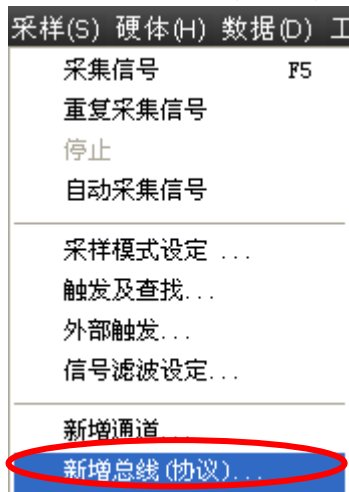 采样(S) 硬体(H) 数据(D) 工
采集信号 F5
重复采集信号
停止
自动采集信号
采样模式设定 ...
触发及查找...
外部触发...
信号滤波设定...
新增通道...
新增总线(协议)...